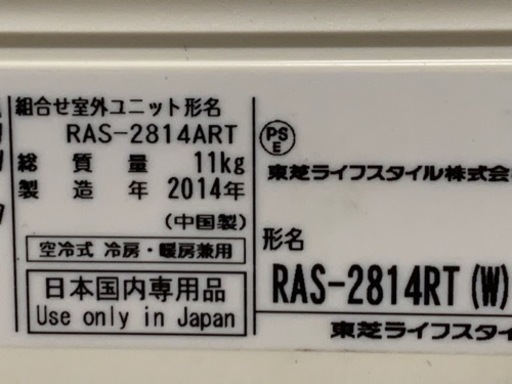 組合せ室外ユニット形名
RAS-2814ART
総質量 11kg
製造年 2014年
(中国製)
空冷式 冷房・暖房兼用
日本国内専用品
Use only in Japan
PS
E
東芝ライフスタイル株式会
形名
RAS-2814RT(W)
東芝ライフスタイ